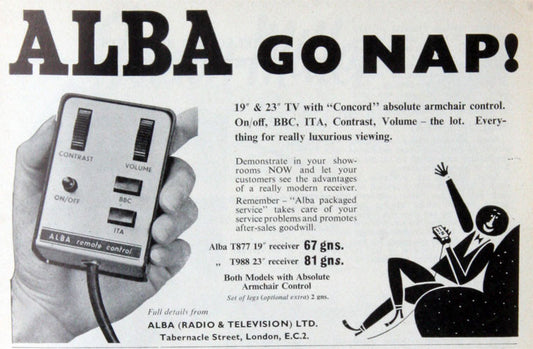 ALBA GO NAP!
19″ & 23″ TV with “Concord” absolute armchair control.
On/off, BBC, ITA, Contrast, Volume – the lot. Every-
thing for really luxurious viewing.
CONTRAST
VOLUME
ON/OFF
BBC
ITA
ALBA remote control
Demonstrate in your show-
rooms NOW and let your
customers see the advantages
of a really modern receiver.
Remember – “Alba packaged
service” takes care of your
service problems and promotes
after-sales goodwill.
Alba T877 19″ receiver 67 gns.
„ T988 23″ receiver 81 gns.
Both Models with Absolute
Armchair Control
Set of legs (optional extra) 2 gns.
Full details from
ALBA (RADIO & TELEVISION) LTD.
Tabernacle Street, London, E.C.2.